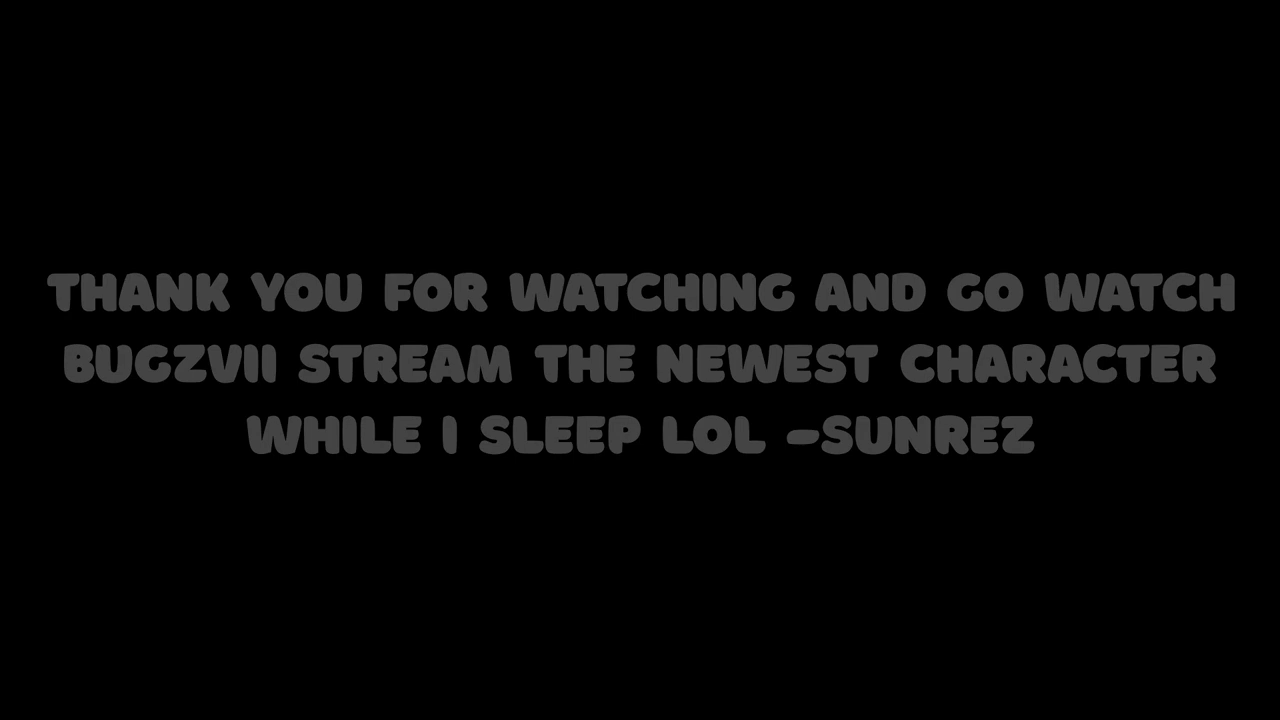 THANK YOU FOR WATCHING AND GO WATCH
BUGZVII STREAM THE NEWEST CHARACTER
WHILE I SLEEP LOL -SUNREZ